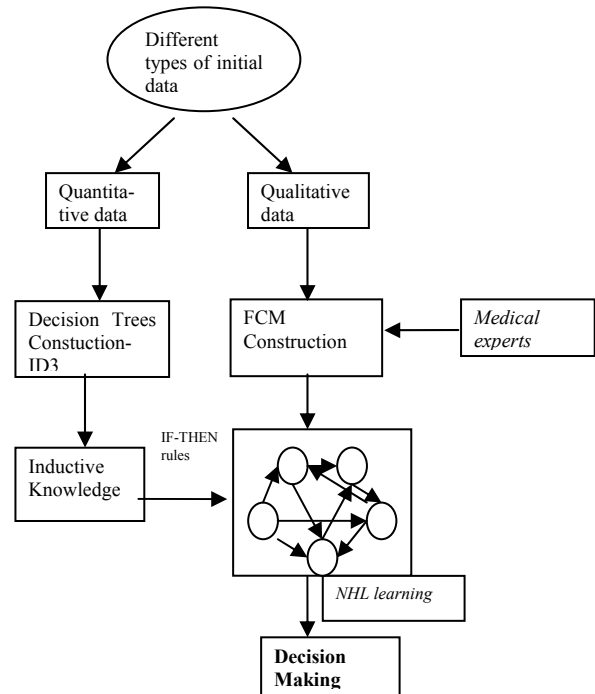 Different
types of initial
data
Quantita-
tive data
Qualitative
data
Decision Trees
Constuction-
ID3
FCM
Construction
Medical
experts
Inductive
Knowledge
IF-THEN
rules
NHL learning
Decision
Making